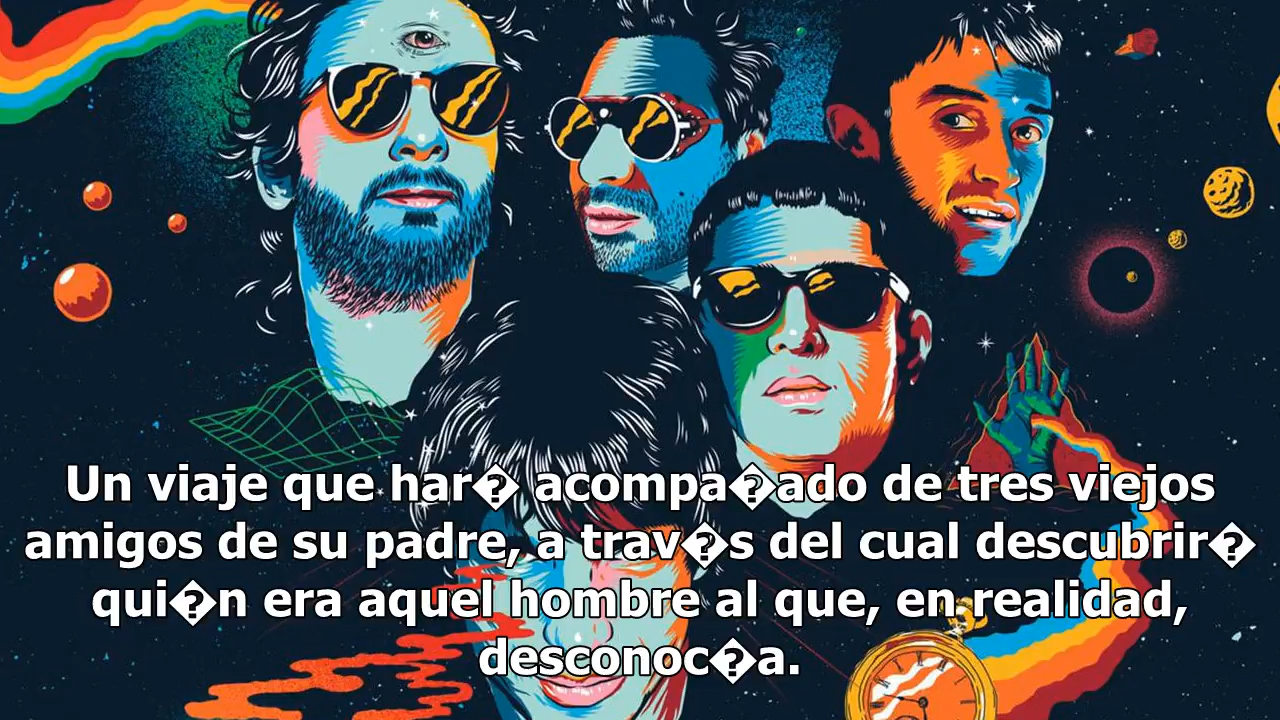 Un viaje que har� acompa�ado de tres viejos
amigos de su padre, a trav�s del cual descubrir�
qui�n era aquel hombre al que, en realidad,
desconoc�a.